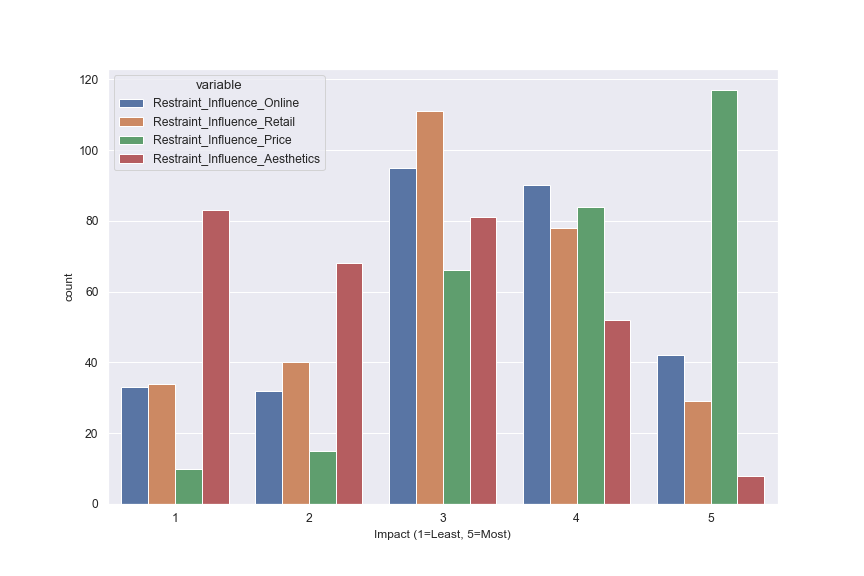 variable
Restraint_Influence_Online
Restraint_Influence_Retail
Restraint_Influence_Price
Restraint_Influence_Aesthetics
120
100
80
60
40
20
0
count
1 2 3 4 5
Impact (1=Least, 5=Most)